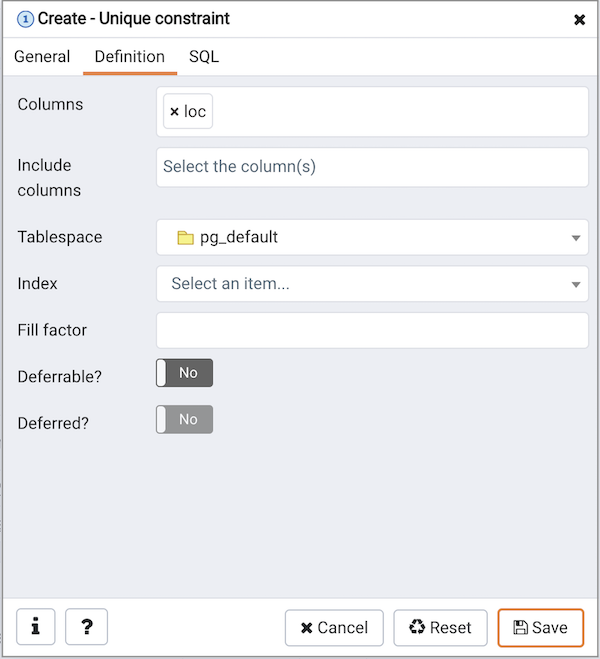 1 Create - Unique constraint
General Definition SQL
Columns
× loc
Include
columns
Select the column(s)
Tablespace
pg_default
Index
Select an item...
Fill factor
Deferrable?
No
Deferred?
No
i ? Cancel Reset Save